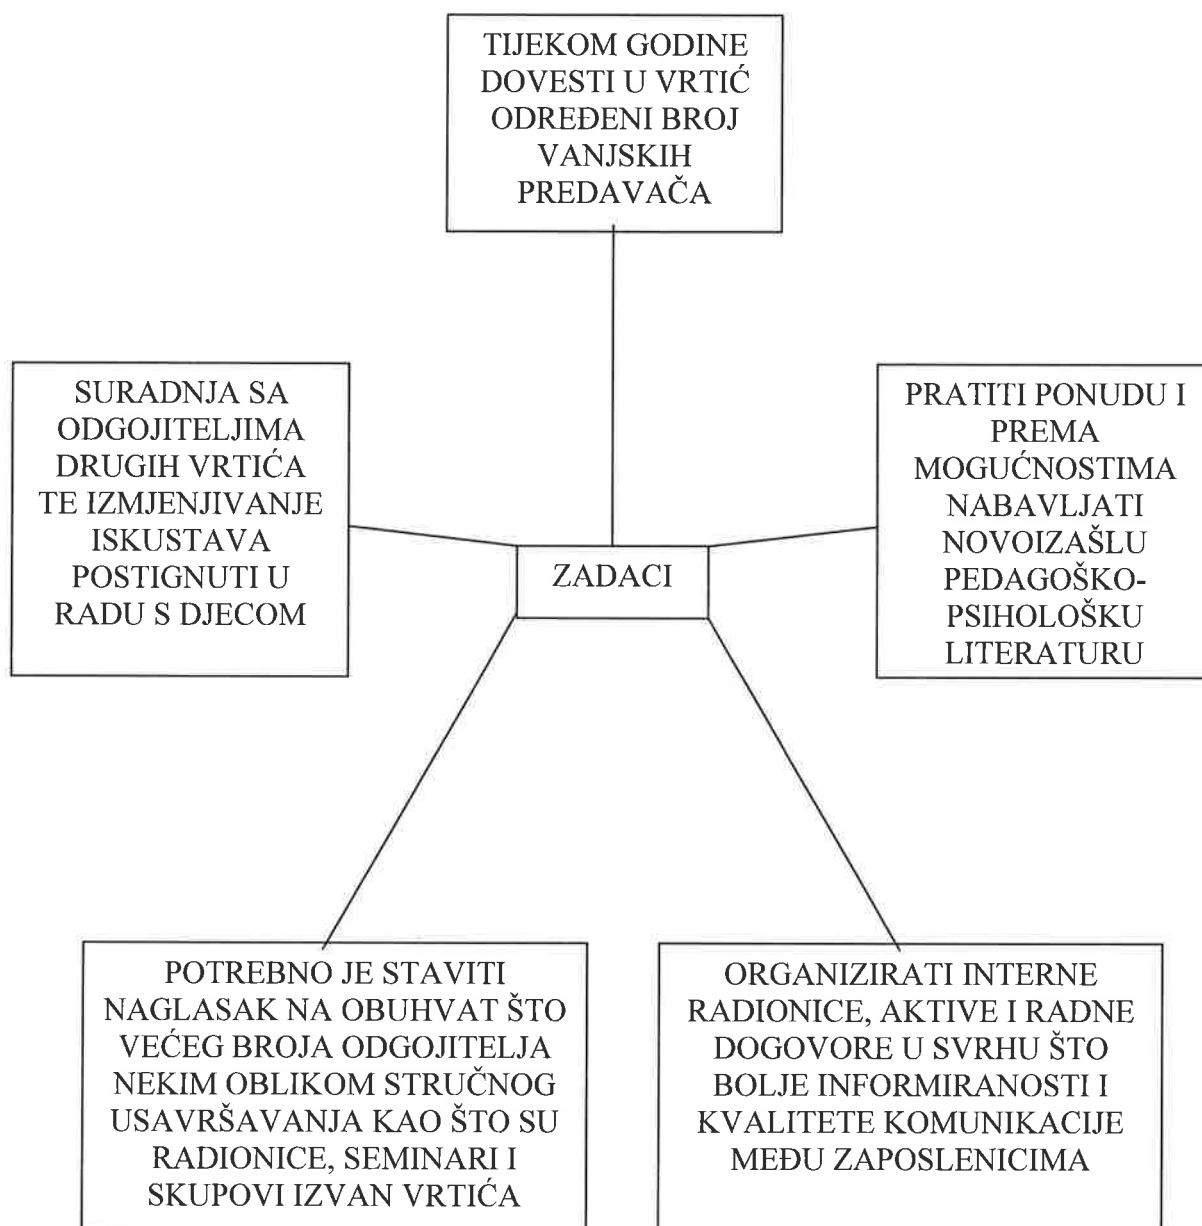 TIJEKOM GODINE
DOVESTI U VRTIĆ
ODREĐENI BROJ
VANJSKIH
PREDAVAČA
SURADNJA SA
ODGOJITELJIMA
DRUGIH VRTIĆA
TE IZMJENJIVANJE
ISKUSTAVA
POSTIGNUTI U
RADU S DJECOM
PRATITI PONUDU I
PREMA
MOGUĆNOSTIMA
NABAVLJATI
NOVOIZAŠLU
PEDAGOŠKO-
PSIHOLOŠKU
LITERATURU
ZADACI
POTREBNO JE STAVITI
NAGLASAK NA OBUHVAT ŠTO
VEĆEG BROJA ODGOJITELJA
NEKIM OBLIKOM STRUČNOG
USAVRŠAVANJA KAO ŠTO SU
RADIONICE, SEMINARI I
SKUPOVI IZVAN VRTIĆA
ORGANIZIRATI INTERNE
RADIONICE, AKTIVE I RADNE
DOGOVORE U SVRHU ŠTO
BOLJE INFORMIRANOSTI I
KVALITETE KOMUNIKACIJE
MEĐU ZAPOSLENICIMA